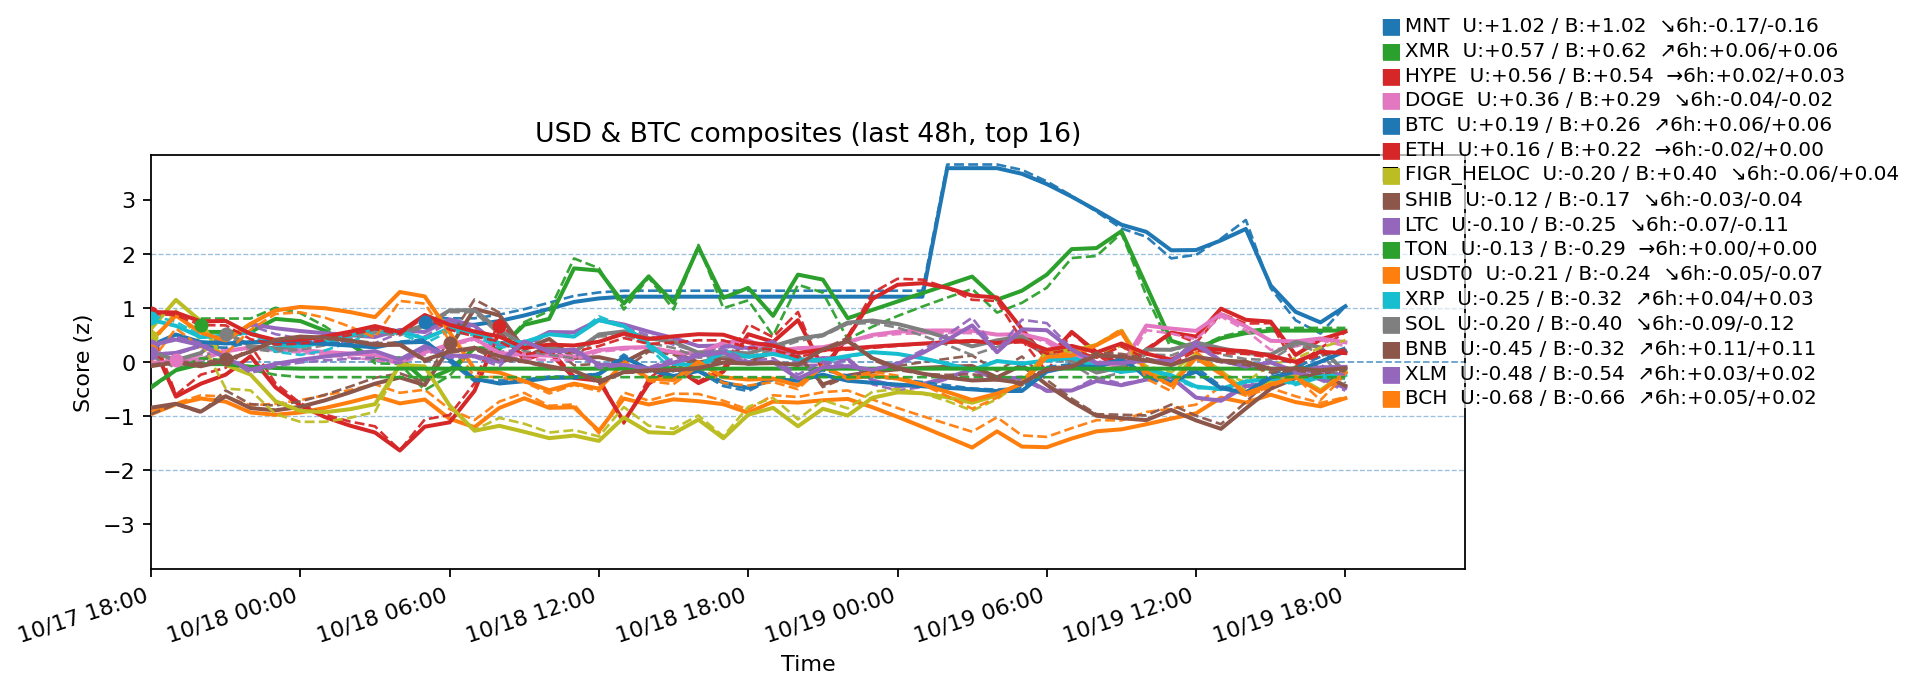 MNT  U:+1.02 / B:+1.02  ↘6h:-0.17/-0.16
XMR  U:+0.57 / B:+0.62  ↗6h:+0.06/+0.06
HYPE  U:+0.56 / B:+0.54  →6h:+0.02/+0.03
DOGE  U:+0.36 / B:+0.29  ↘6h:-0.04/-0.02
BTC  U:+0.19 / B:+0.26  ↗6h:+0.06/+0.06
ETH  U:+0.16 / B:+0.22  →6h:-0.02/+0.00
FIGR_HELOC  U:-0.20 / B:+0.40  ↘6h:-0.06/+0.04
SHIB  U:-0.12 / B:-0.17  ↘6h:-0.03/-0.04
LTC  U:-0.10 / B:-0.25  ↘6h:-0.07/-0.11
TON  U:-0.13 / B:-0.29  →6h:+0.00/+0.00
USDT0  U:-0.21 / B:-0.24  ↘6h:-0.05/-0.07
XRP  U:-0.25 / B:-0.32  ↗6h:+0.04/+0.03
SOL  U:-0.20 / B:-0.40  ↘6h:-0.09/-0.12
BNB  U:-0.45 / B:-0.32  ↗6h:+0.11/+0.11
XLM  U:-0.48 / B:-0.54  ↗6h:+0.03/+0.02
BCH  U:-0.68 / B:-0.66  ↗6h:+0.05/+0.02
USD & BTC composites (last 48h, top 16)
Score (z)
3
2
1
0
−1
−2
−3
10/17 18:00
10/18 00:00
10/18 06:00
10/18 12:00
10/18 18:00
10/19 00:00
10/19 06:00
10/19 12:00
10/19 18:00
Time